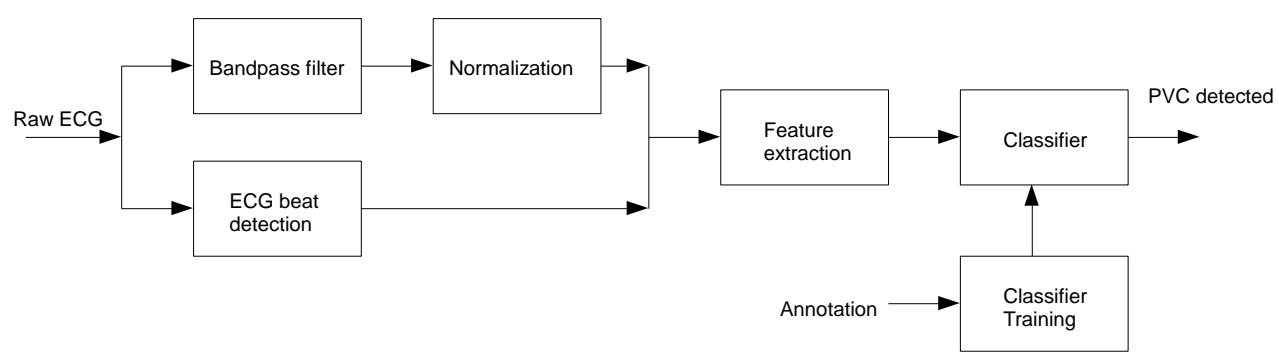 Raw ECG
Bandpass filter
Normalization
ECG beat
detection
Feature
extraction
Classifier
PVC detected
Annotation
Classifier
Training